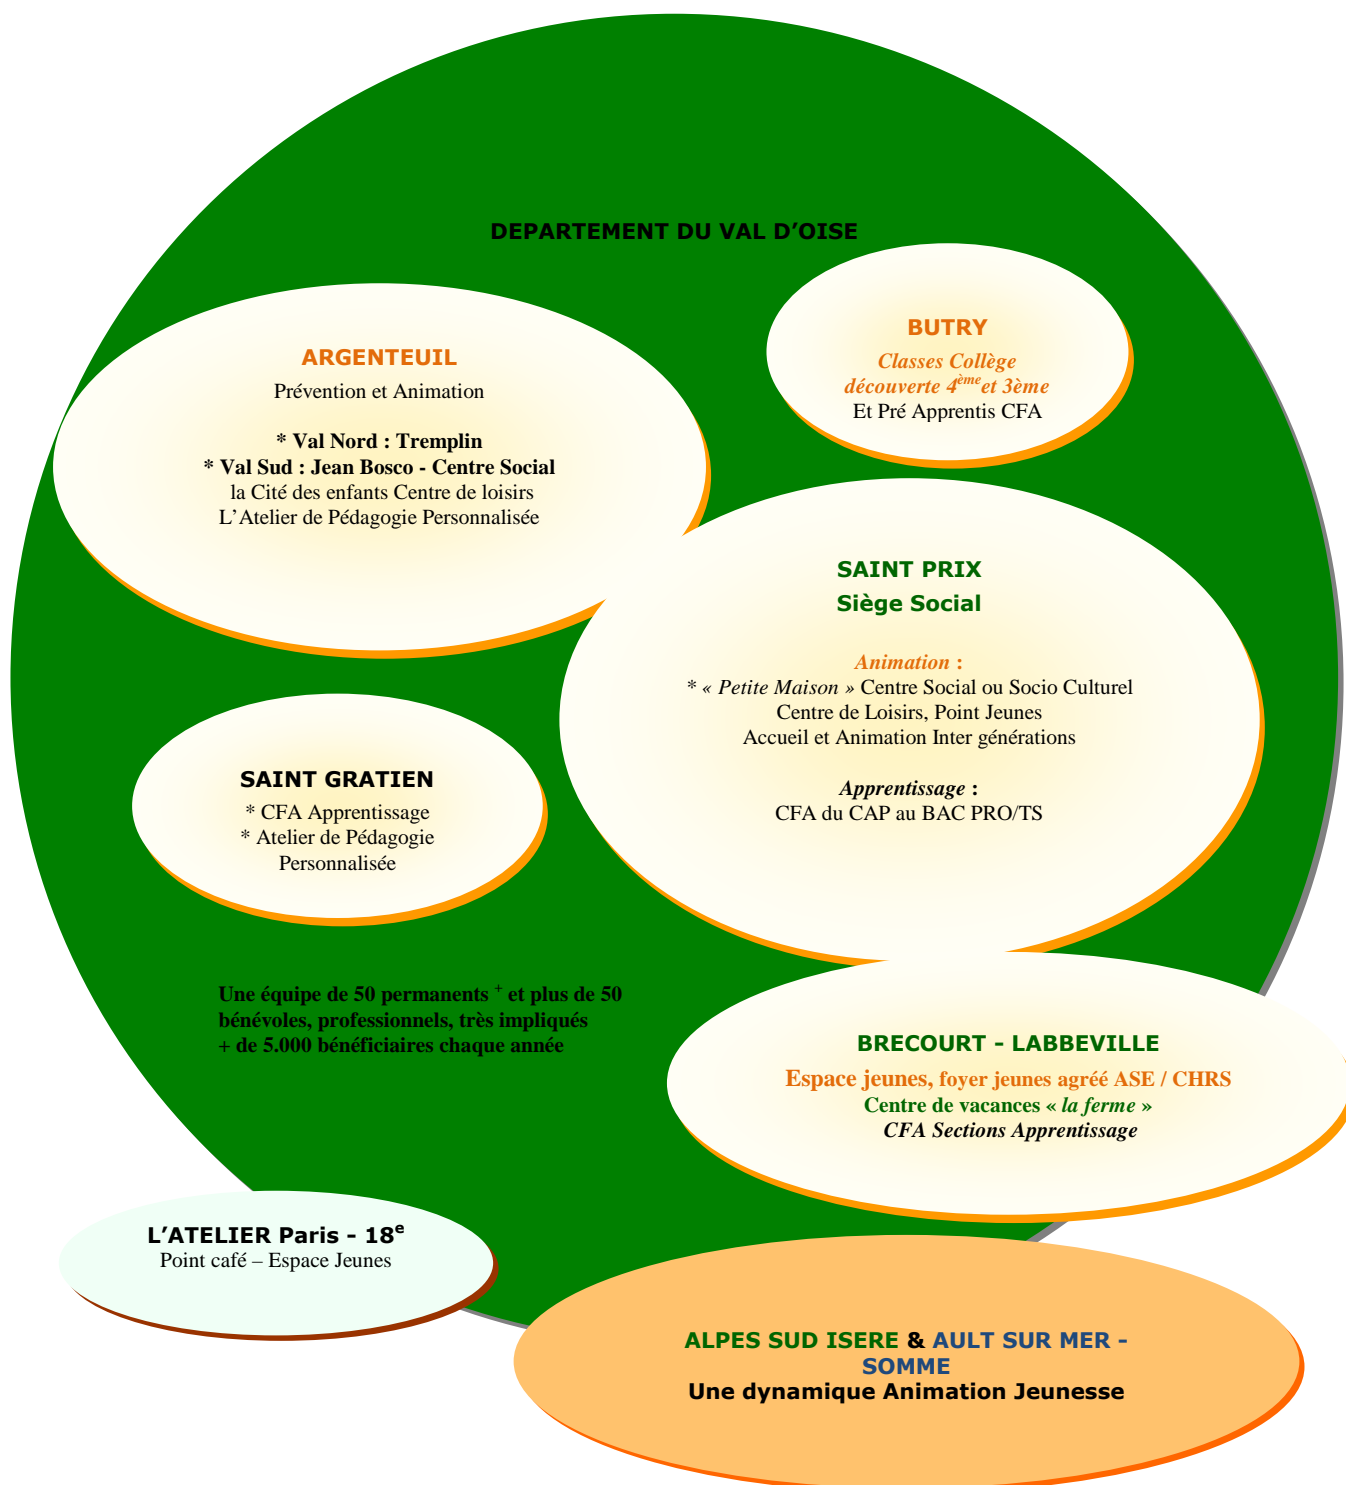 DEPARTEMENT DU VAL D’OISE
ARGENTEUIL
Prévention et Animation
* Val Nord : Tremplin
* Val Sud : Jean Bosco - Centre Social
la Cité des enfants Centre de loisirs
L’Atelier de Pédagogie Personnalisée
BUTRY
Classes Collège
découverte 4ème et 3ème
Et Pré Apprentis CFA
SAINT PRIX
Siège Social
Animation :
* « Petite Maison » Centre Social ou Socio Culturel
Centre de Loisirs, Point Jeunes
Accueil et Animation Inter générations
Apprentissage :
CFA du CAP au BAC PRO/TS
SAINT GRATIEN
* CFA Apprentissage
* Atelier de Pédagogie
Personnalisée
Une équipe de 50 permanents + et plus de 50
bénévoles, professionnels, très impliqués
+ de 5.000 bénéficiaires chaque année
BRECOURT - LABBEVILLE
Espace jeunes, foyer jeunes agréé ASE / CHRS
Centre de vacances « la ferme »
CFA Sections Apprentissage
L’ATELIER Paris - 18e
Point café – Espace Jeunes
ALPES SUD ISERE & AULT SUR MER -
SOMME
Une dynamique Animation Jeunesse